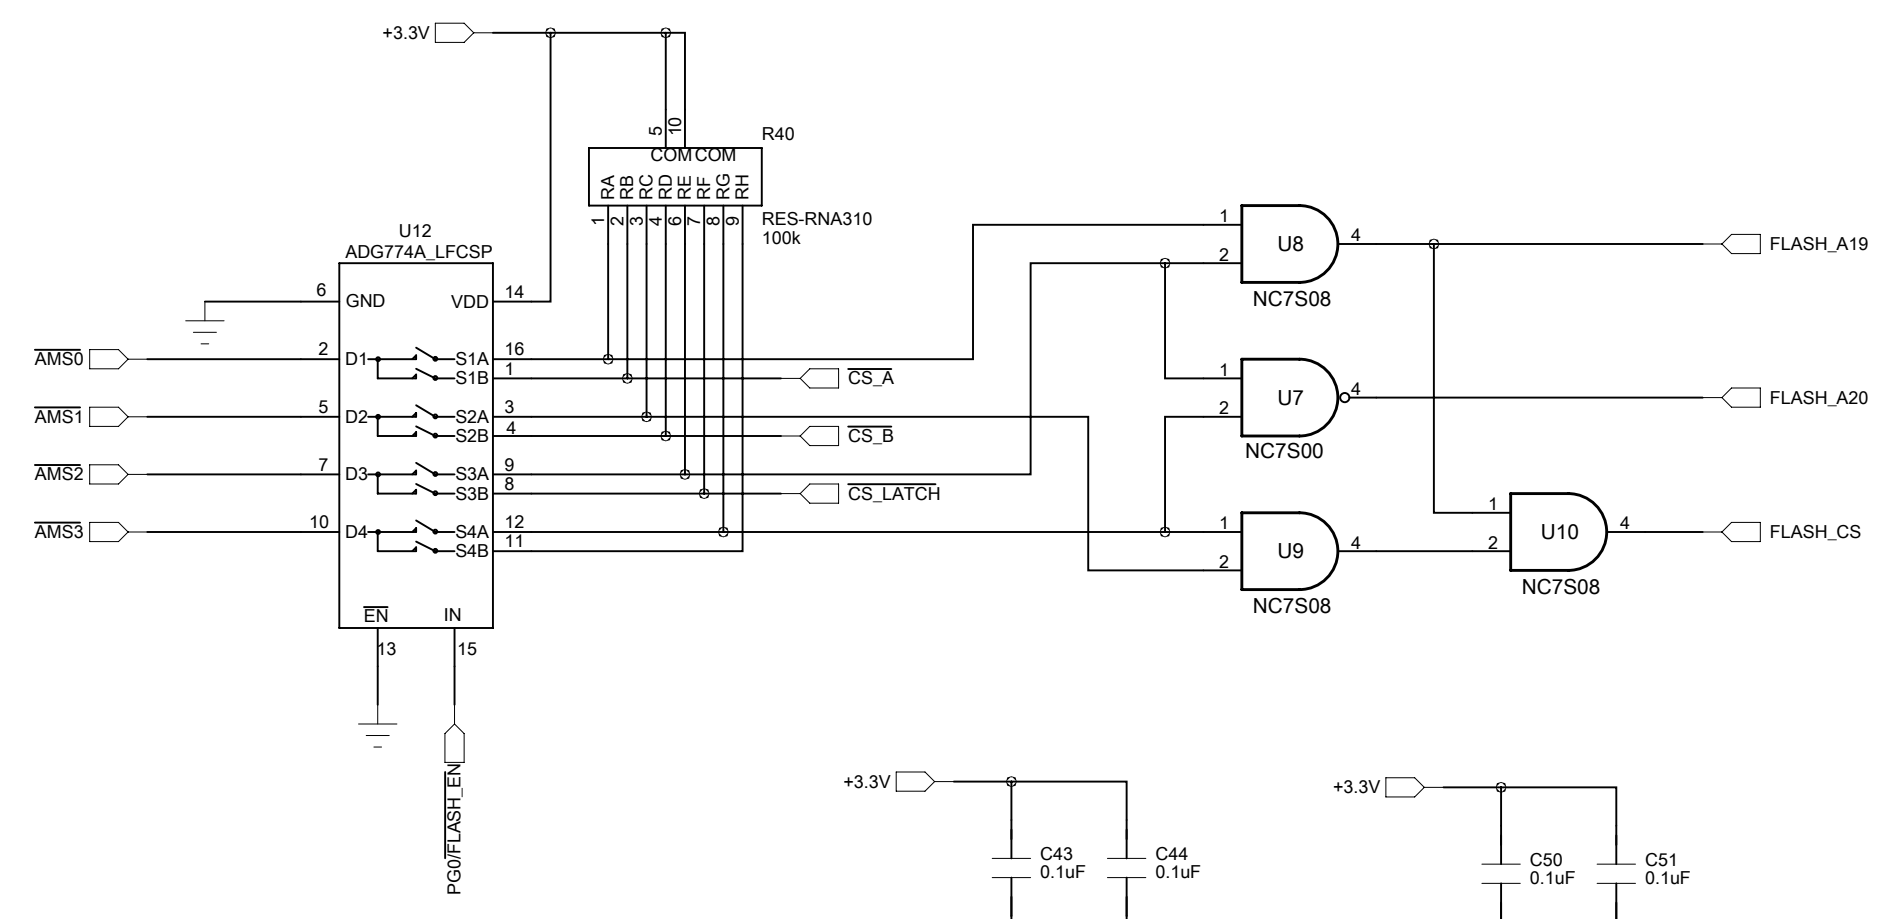 +3.3V
5
10
R40
COM COM
RA
RB
RC
RD
RE
RF
RG
RH
1
2
3
4
6
7
8
9
RES-RNA310
100k
U12
ADG774A_LFCSP
6
GND
VDD
14
AMS0
2
D1
S1A
16
S1B
1
CS_A
AMS1
5
D2
S2A
3
S2B
4
CS_B
AMS2
7
D3
S3A
9
S3B
8
CS_LATCH
AMS3
10
D4
S4A
12
S4B
11
EN
IN
13
15
PG0/FLASH_EN
1
2
U8
4
NC7S08
FLASH_A19
1
2
U7
4
NC7S00
FLASH_A20
1
2
U9
4
NC7S08
1
2
U10
4
NC7S08
FLASH_CS
+3.3V
C43
0.1uF
C44
0.1uF
+3.3V
C50
0.1uF
C51
0.1uF